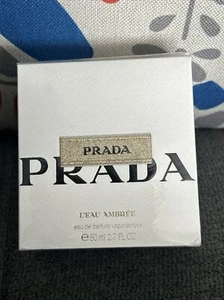 PRADA
PRADA
L'EAU AMBRÉE
eau de parfum vaporisateur
℮ 80 ml 2.7 FL. OZ